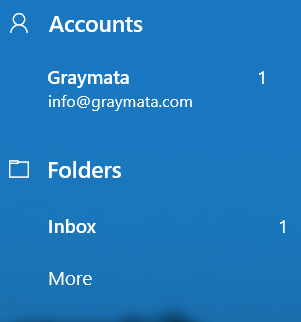 Accounts
Graymata 1
info@graymata.com
Folders
Inbox 1
More